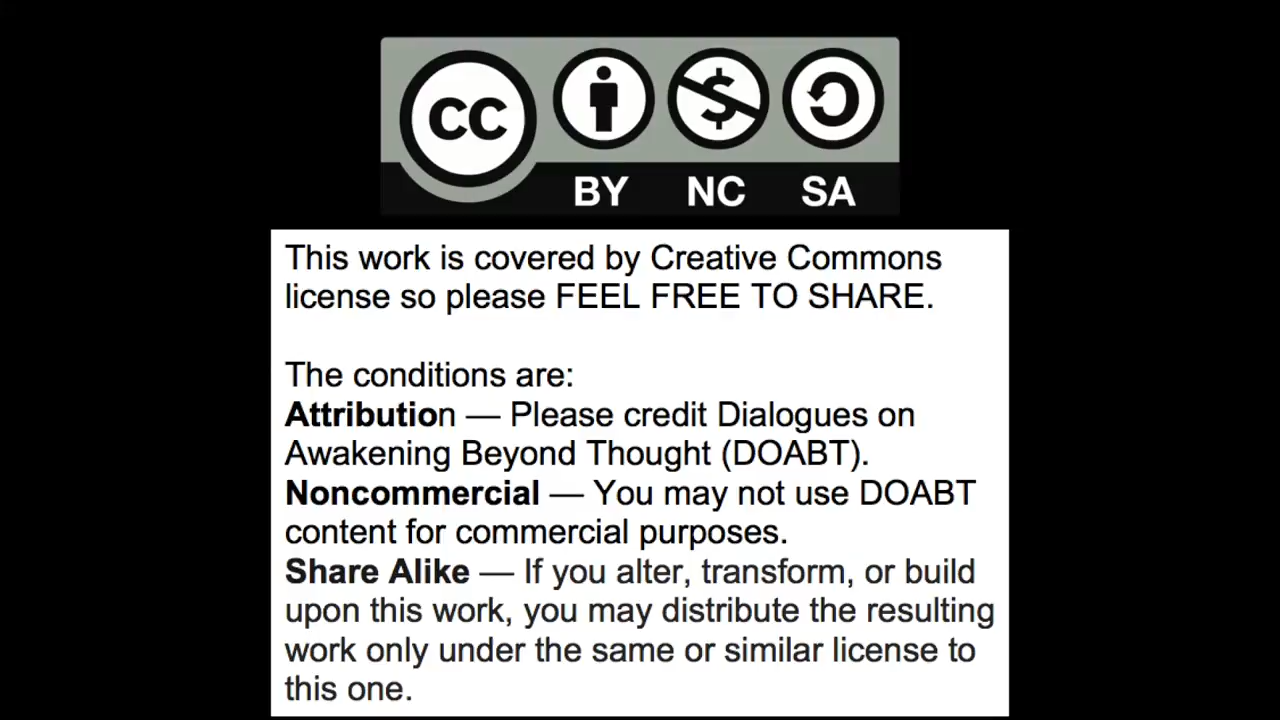 CC
BY NC SA
This work is covered by Creative Commons
license so please FEEL FREE TO SHARE.
The conditions are:
Attribution — Please credit Dialogues on
Awakening Beyond Thought (DOABT).
Noncommercial — You may not use DOABT
content for commercial purposes.
Share Alike — If you alter, transform, or build
upon this work, you may distribute the resulting
work only under the same or similar license to
this one.